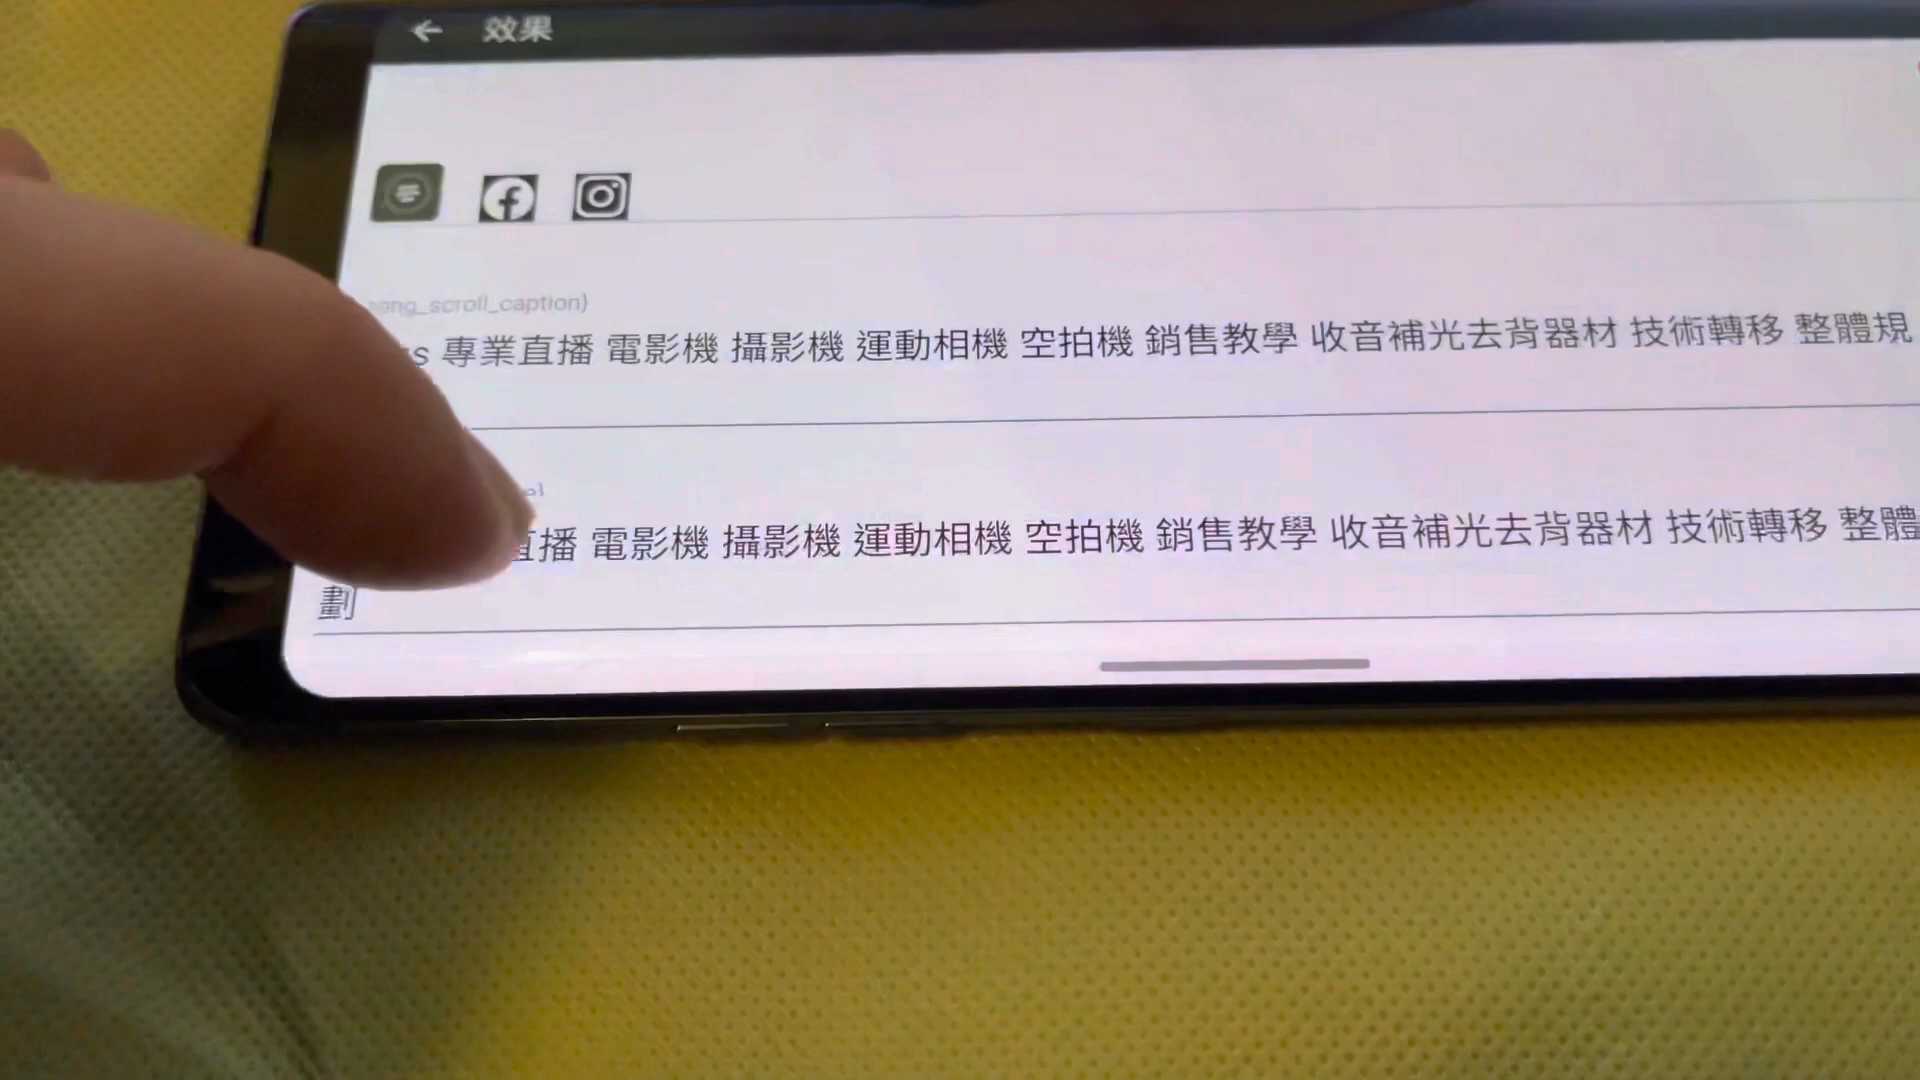 效果
_scroll_caption)
專業直播 電影機 攝影機 運動相機 空拍機 銷售教學 收音補光去背器材 技術轉移 整體規
直播 電影機 攝影機 運動相機 空拍機 銷售教學 收音補光去背器材 技術轉移 整體
劃